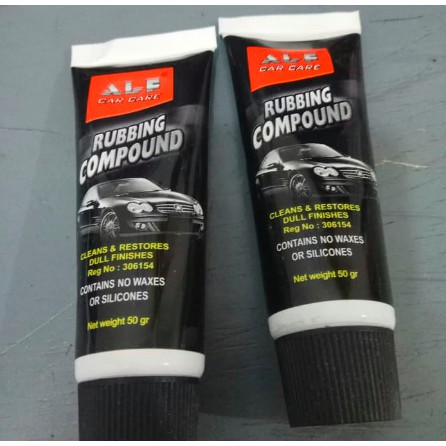 ALE
CAR CARE
RUBBING
COMPOUND
CLEANS & RESTORES
DULL FINISHES
Reg No : 306154
CONTAINS NO WAXES
OR SILICONES
Net weight 50 gr
ALE
CAR CARE
RUBBING
COMPOUND
CLEANS & RESTORES
DULL FINISHES
Reg No : 306154
CONTAINS NO WAXES
OR SILICONES
Net weight 50 gr